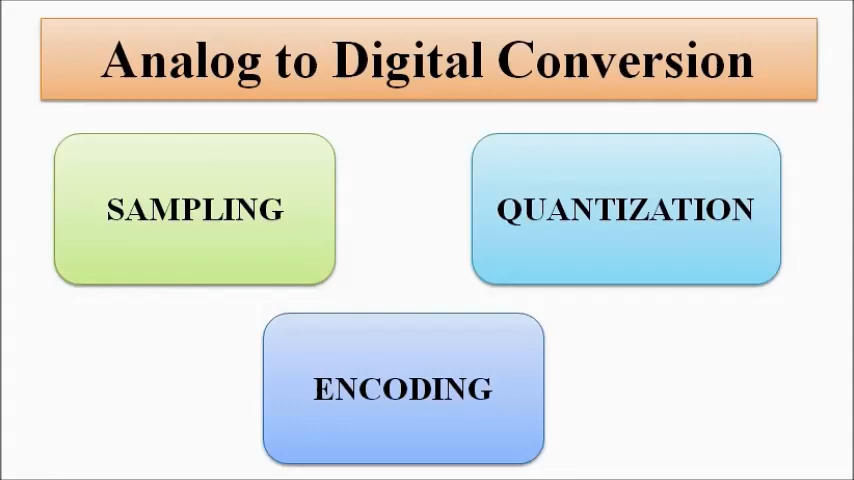 Analog to Digital Conversion
SAMPLING
QUANTIZATION
ENCODING